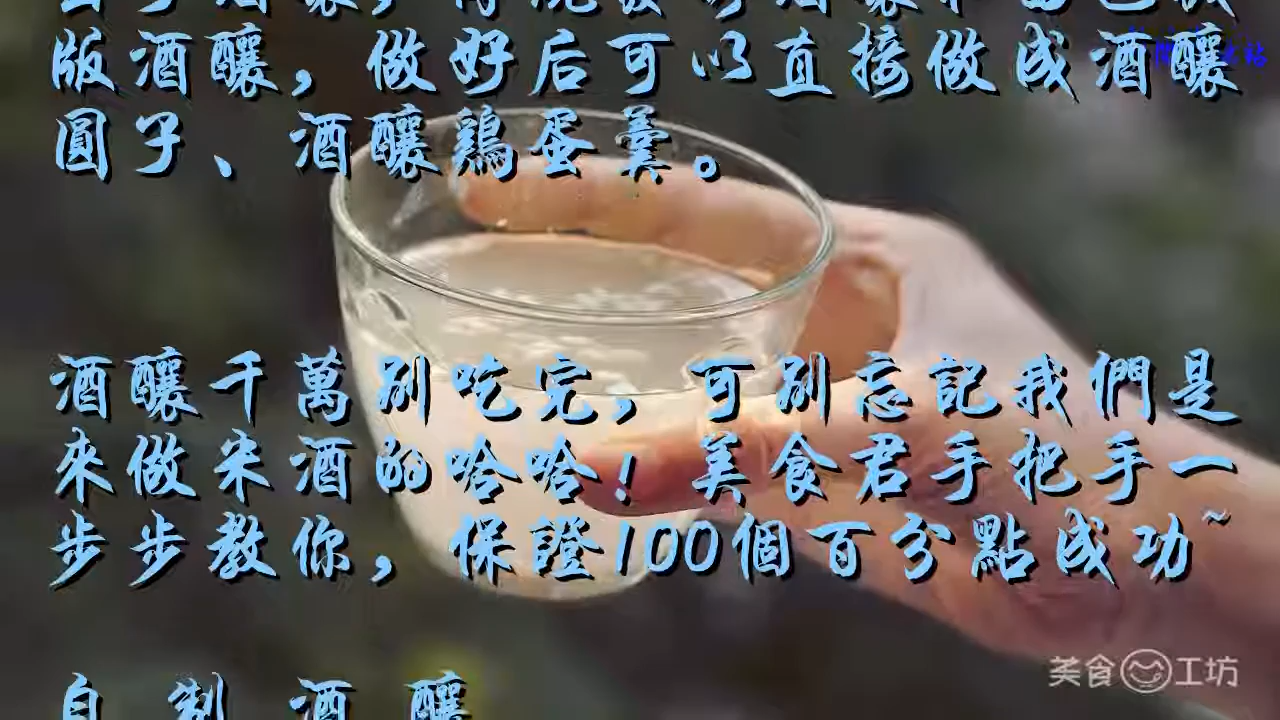 版酒釀，做好后可以直接做成酒釀
圓子、酒釀鷄蛋羹。
酒釀千萬別吃完，可別忘記我們是
來做米酒的哈哈！美食君手把手一
步步教你，保證100個百分點成功~
自制酒釀
美食工坊